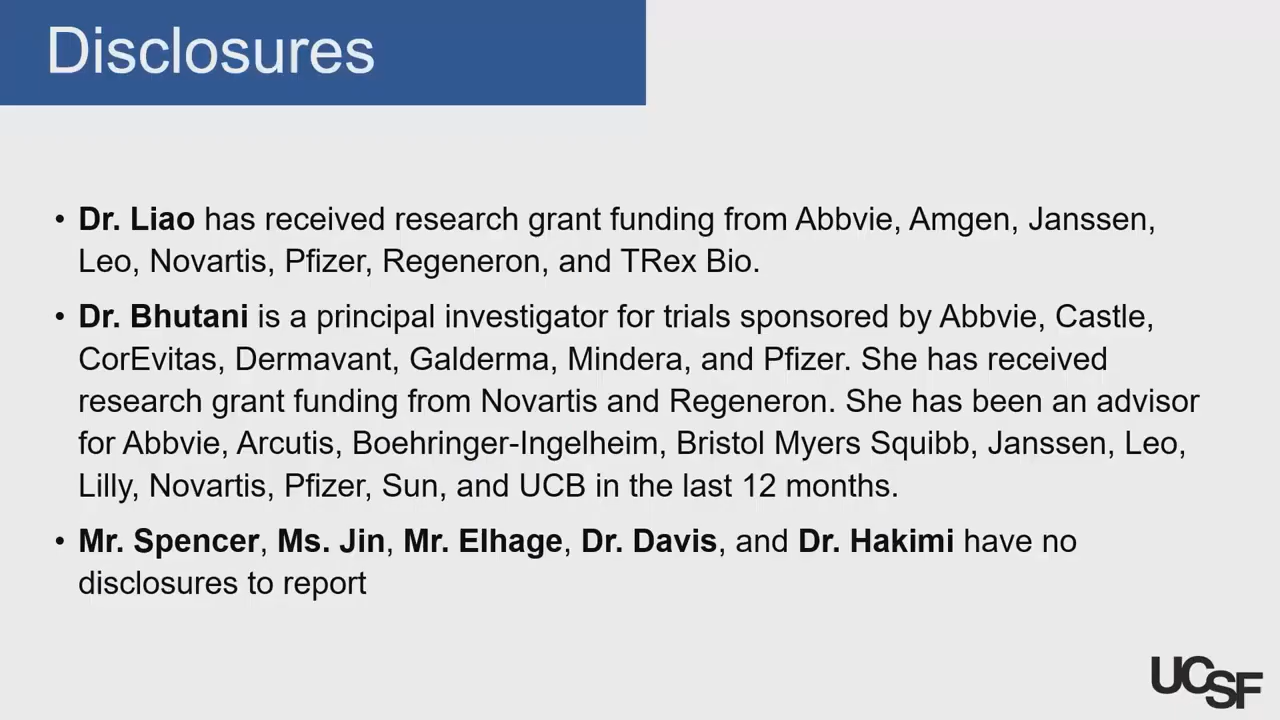 Disclosures
• Dr. Liao has received research grant funding from Abbvie, Amgen, Janssen,
Leo, Novartis, Pfizer, Regeneron, and TRex Bio.
• Dr. Bhutani is a principal investigator for trials sponsored by Abbvie, Castle,
CorEvitas, Dermavant, Galderma, Mindera, and Pfizer. She has received
research grant funding from Novartis and Regeneron. She has been an advisor
for Abbvie, Arcutis, Boehringer-Ingelheim, Bristol Myers Squibb, Janssen, Leo,
Lilly, Novartis, Pfizer, Sun, and UCB in the last 12 months.
• Mr. Spencer, Ms. Jin, Mr. Elhage, Dr. Davis, and Dr. Hakimi have no
disclosures to report
UCSF